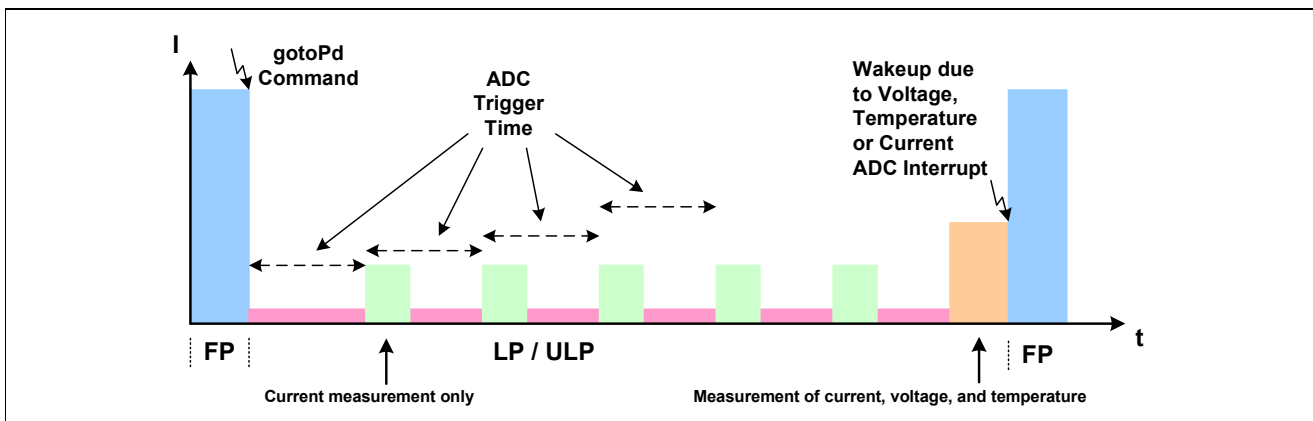 I
gotoPd
Command
ADC
Trigger
Time
Wakeup due
to Voltage,
Temperature
or Current
ADC Interrupt
t
FP
LP / ULP
FP
Current measurement only
Measurement of current, voltage, and temperature